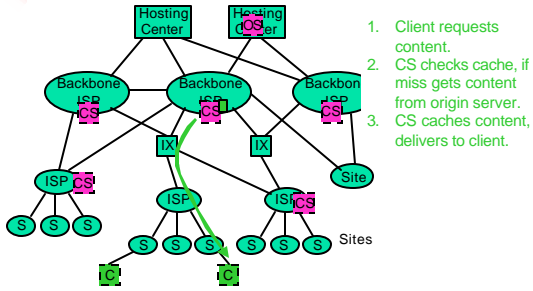 Hosting
Center
Hosting
Center
OS
1. Client requests
content.
2. CS checks cache, if
miss gets content
from origin server.
3. CS caches content,
delivers to client.
Backbone
ISP
CS
Backbone
ISP
CS
Backbon
ISP
CS
IX
IX
Site
ISP
CS
ISP
ISP
CS
S
S
S
S
S
S
S
S
S
Sites
C
C